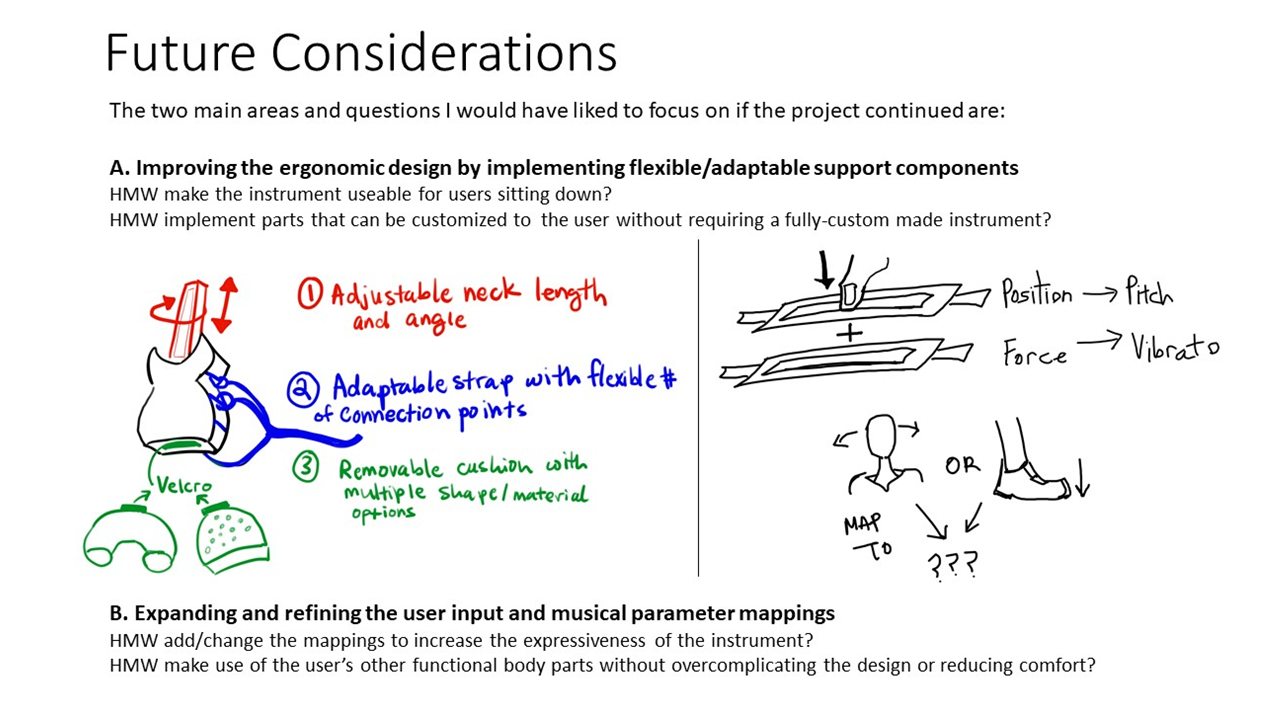 Future Considerations
The two main areas and questions I would have liked to focus on if the project continued are:
A. Improving the ergonomic design by implementing flexible/adaptable support components
HMW make the instrument useable for users sitting down?
HMW implement parts that can be customized to the user without requiring a fully-custom made instrument?
① Adjustable neck length
and angle
② Adaptable strap with flexible #
of connection points
③ Removable cushion with
multiple shape/material
options
Velcro
+
Position → Pitch
Force → Vibrato
OR
MAP
TO
???
B. Expanding and refining the user input and musical parameter mappings
HMW add/change the mappings to increase the expressiveness of the instrument?
HMW make use of the user's other functional body parts without overcomplicating the design or reducing comfort?